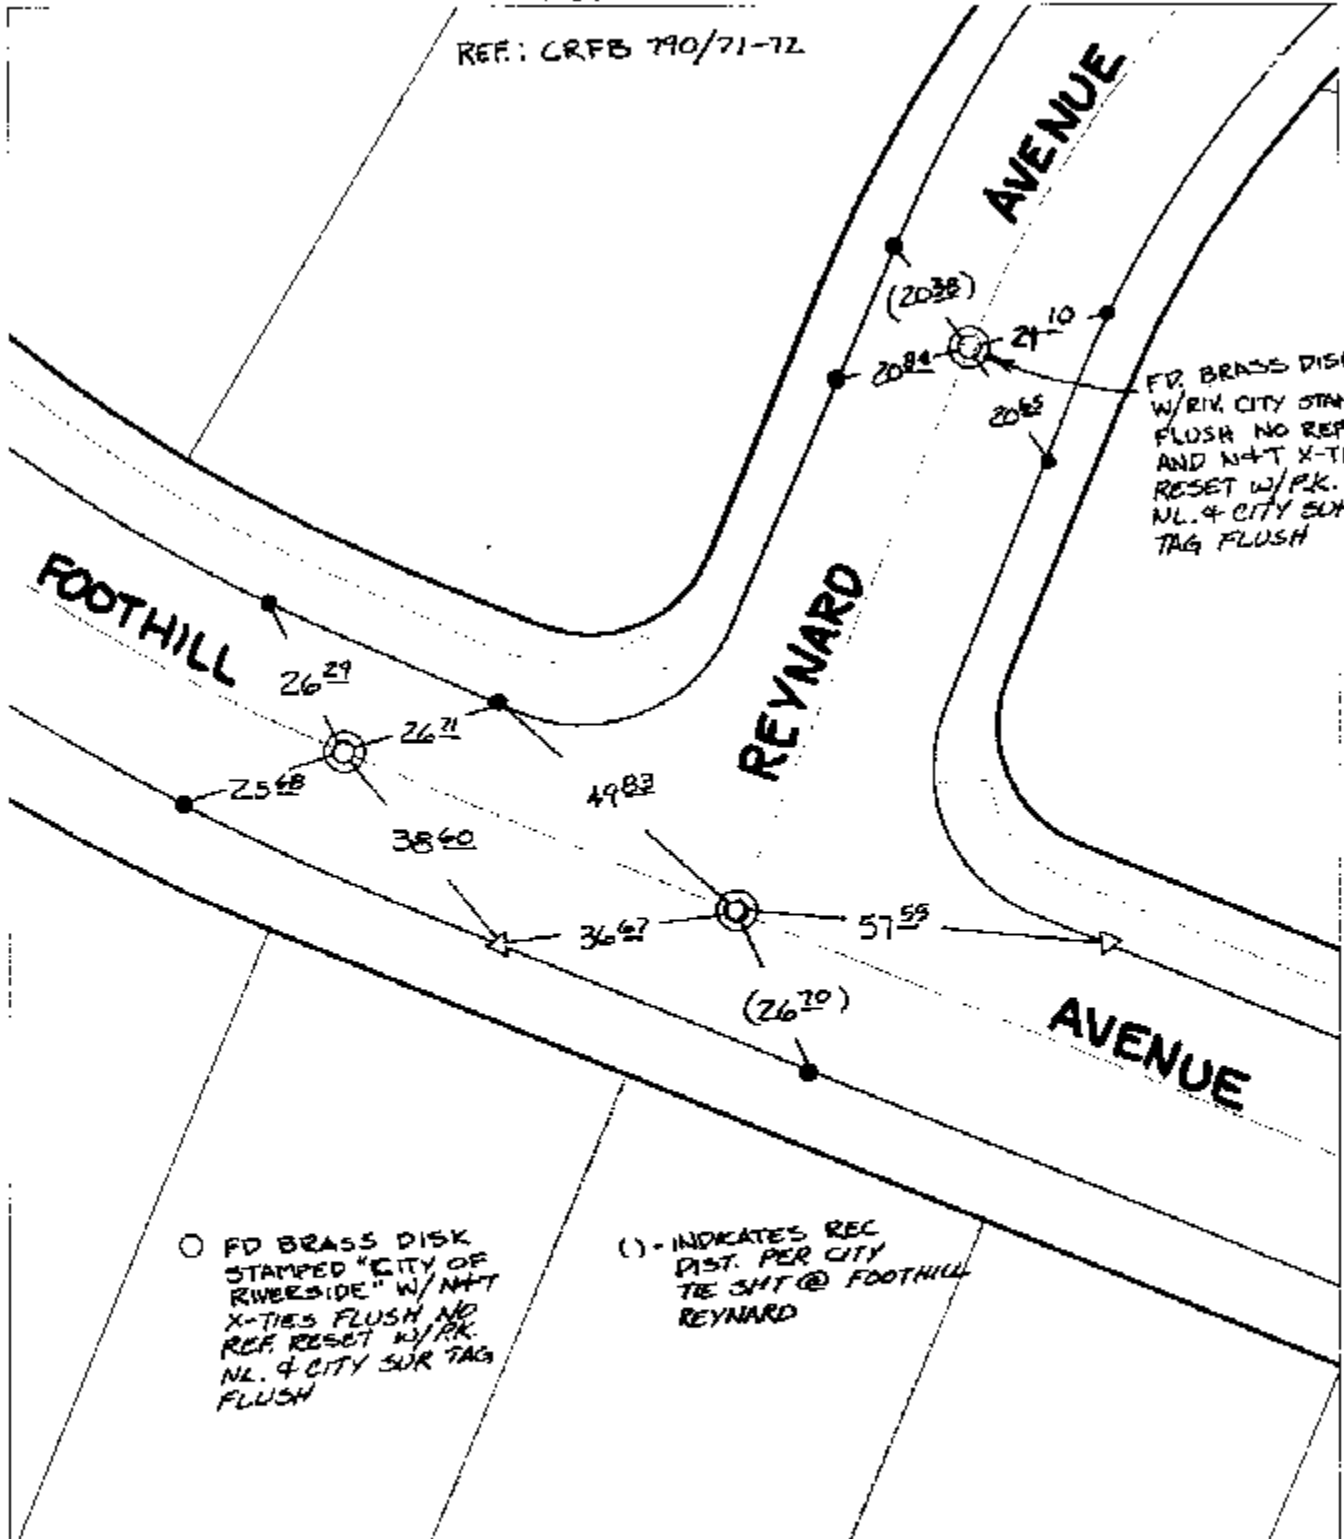 REF.: CRFB 790/71-72
AVENUE
(20 38)
20 84
21 10
20 65
FD. BRASS DIS
W/RIV. CITY STA
FLUSH NO REF
AND N&T X-T
RESET W/P.K.
NL. & CITY SU
TAG FLUSH
FOOTHILL
REYNARD
26 29
26 71
25 68
38 60
49 83
36 67
57 55
(26 70)
AVENUE
FD BRASS DISK
STAMPED "CITY OF
RIVERSIDE" W/ N&T
X-TIES FLUSH NO
REF. RESET W/P.K.
NL. & CITY SUR TAG
FLUSH
( ) - INDICATES REC
DIST. PER CITY
TIE SHT @ FOOTHILL
REYNARD